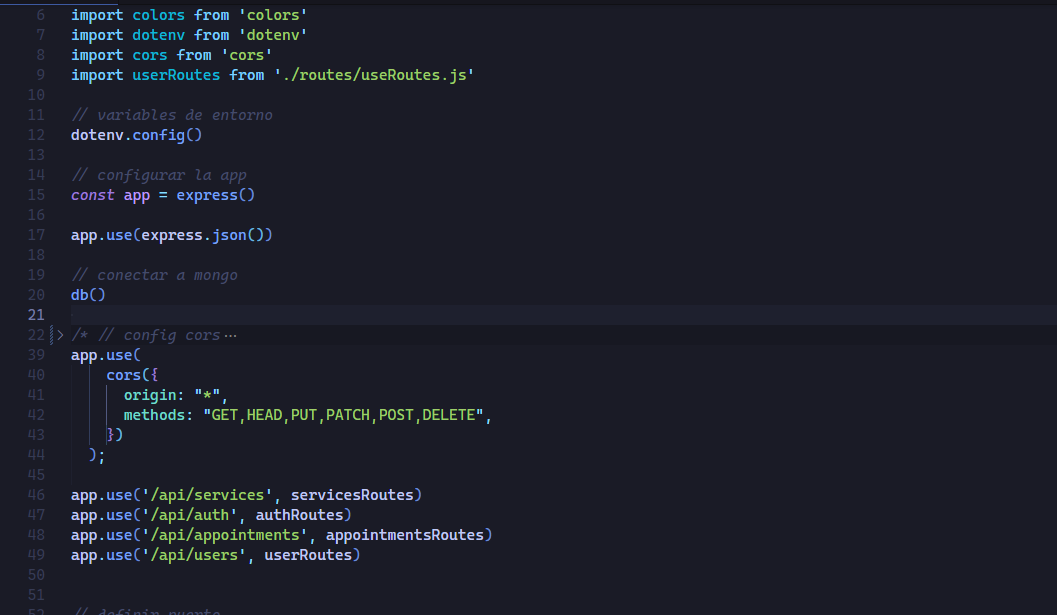 6 import colors from 'colors'
7 import dotenv from 'dotenv'
8 import cors from 'cors'
9 import userRoutes from './routes/useRoutes.js'
10
11 // variables de entorno
12 dotenv.config()
13
14 // configurar la app
15 const app = express()
16
17 app.use(express.json())
18
19 // conectar a mongo
20 db()
21
22 /* // config cors ···
39 app.use(
40     cors({
41       origin: "*",
42       methods: "GET,HEAD,PUT,PATCH,POST,DELETE",
43     })
44   );
45
46 app.use('/api/services', servicesRoutes)
47 app.use('/api/auth', authRoutes)
48 app.use('/api/appointments', appointmentsRoutes)
49 app.use('/api/users', userRoutes)
50
51
52 // definir puerto